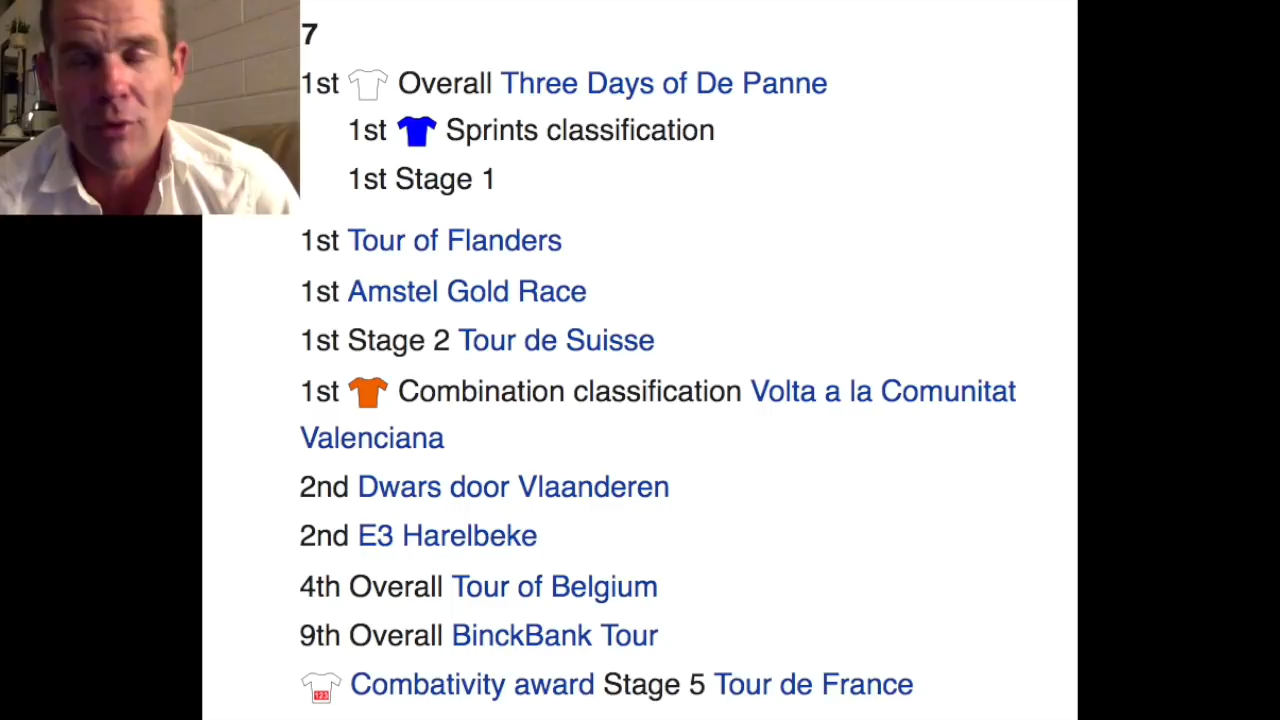 7
1st Overall Three Days of De Panne
1st Sprints classification
1st Stage 1
1st Tour of Flanders
1st Amstel Gold Race
1st Stage 2 Tour de Suisse
1st Combination classification Volta a la Comunitat
Valenciana
2nd Dwars door Vlaanderen
2nd E3 Harelbeke
4th Overall Tour of Belgium
9th Overall BinckBank Tour
123 Combativity award Stage 5 Tour de France